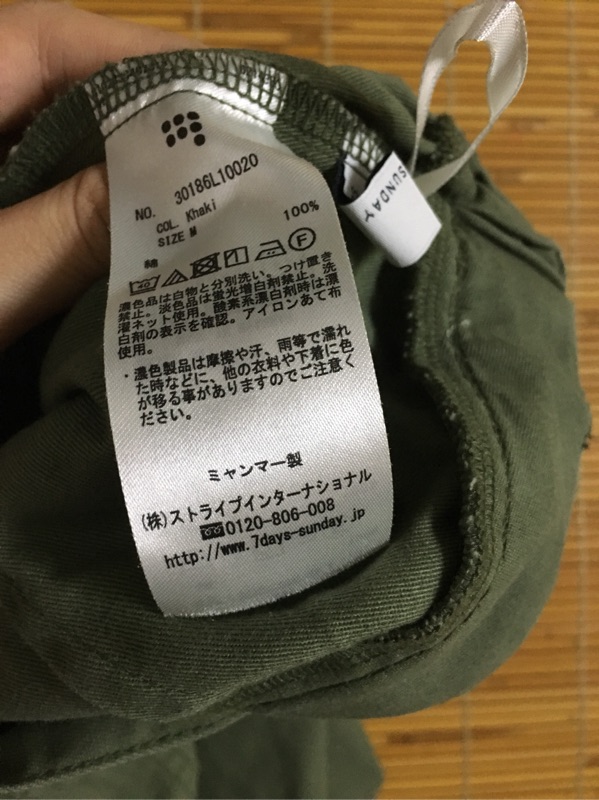 NO. 30186L10020
COL. Khaki
SIZE M
綿 100%
40
濃色品は白物と分別洗い。つけ置き
禁止。淡色品は蛍光増白剤禁止。洗
濯ネット使用。酸素系漂白剤時は漂
白剤の表示を確認。アイロンあて布
使用。
・濃色製品は摩擦や汗、雨等で濡れ
た時などに、他の衣料や下着に色
が移る事がありますのでご注意く
ださい。
ミャンマー製
(株)ストライプインターナショナル
0120-806-008
http://www.7days-sunday.jp
SUNDAY